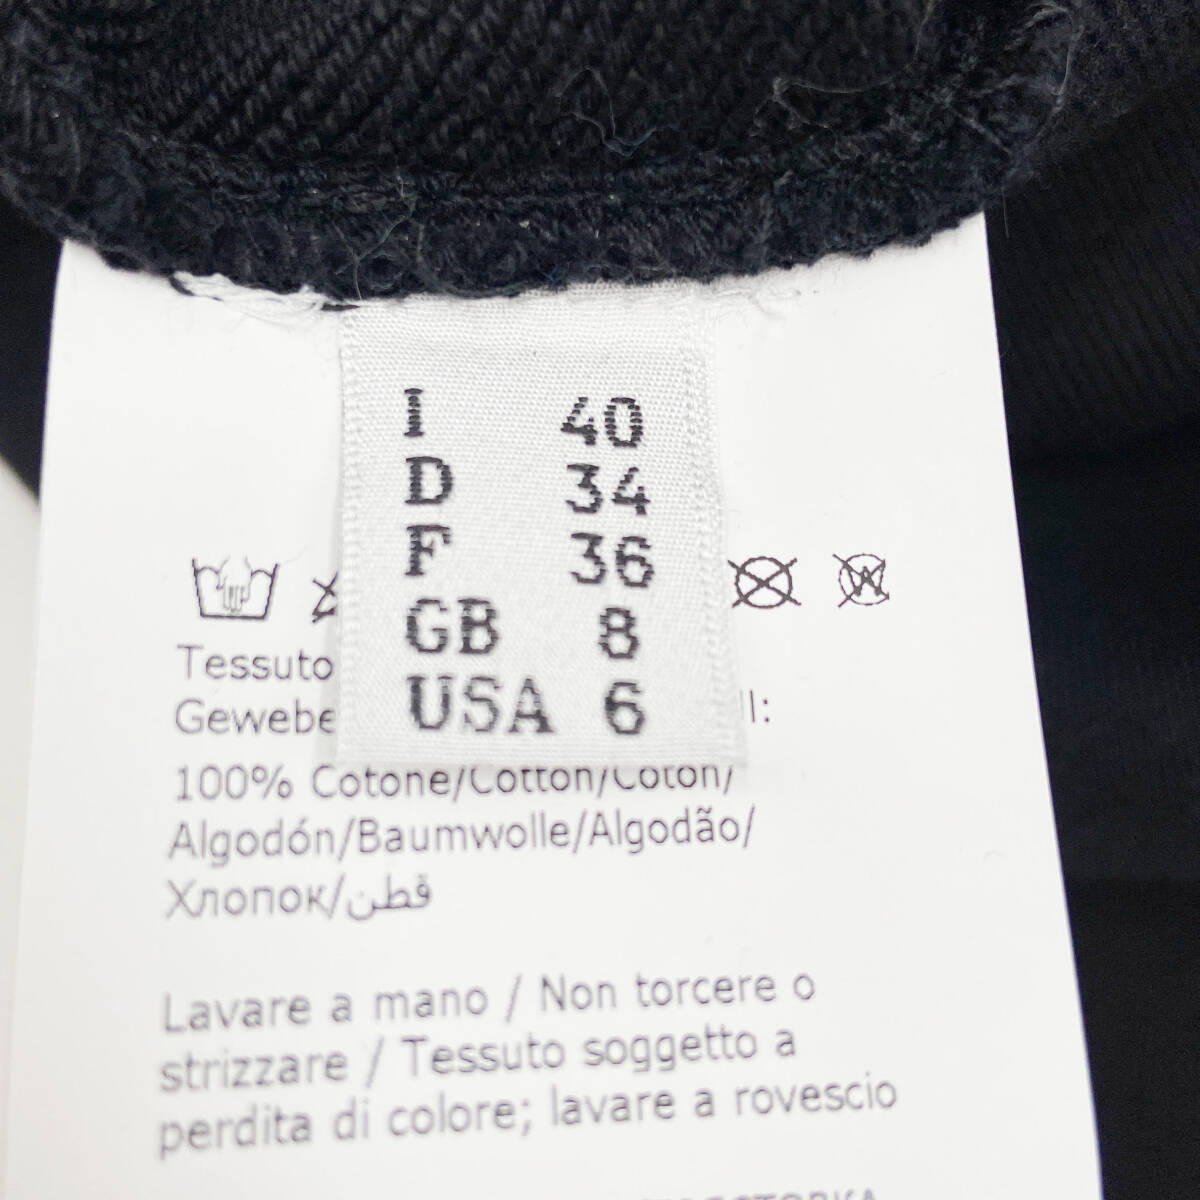 I 40
D 34
F 36
GB 8
USA 6
W
Tessuto
100% Cotone/Cotton/Coton/
Algodón/Baumwolle/Algodão/
Хлопок/قطن
Lavare a mano / Non torcere o
strizzare / Tessuto soggetto a
perdita di colore; lavare a rovescio